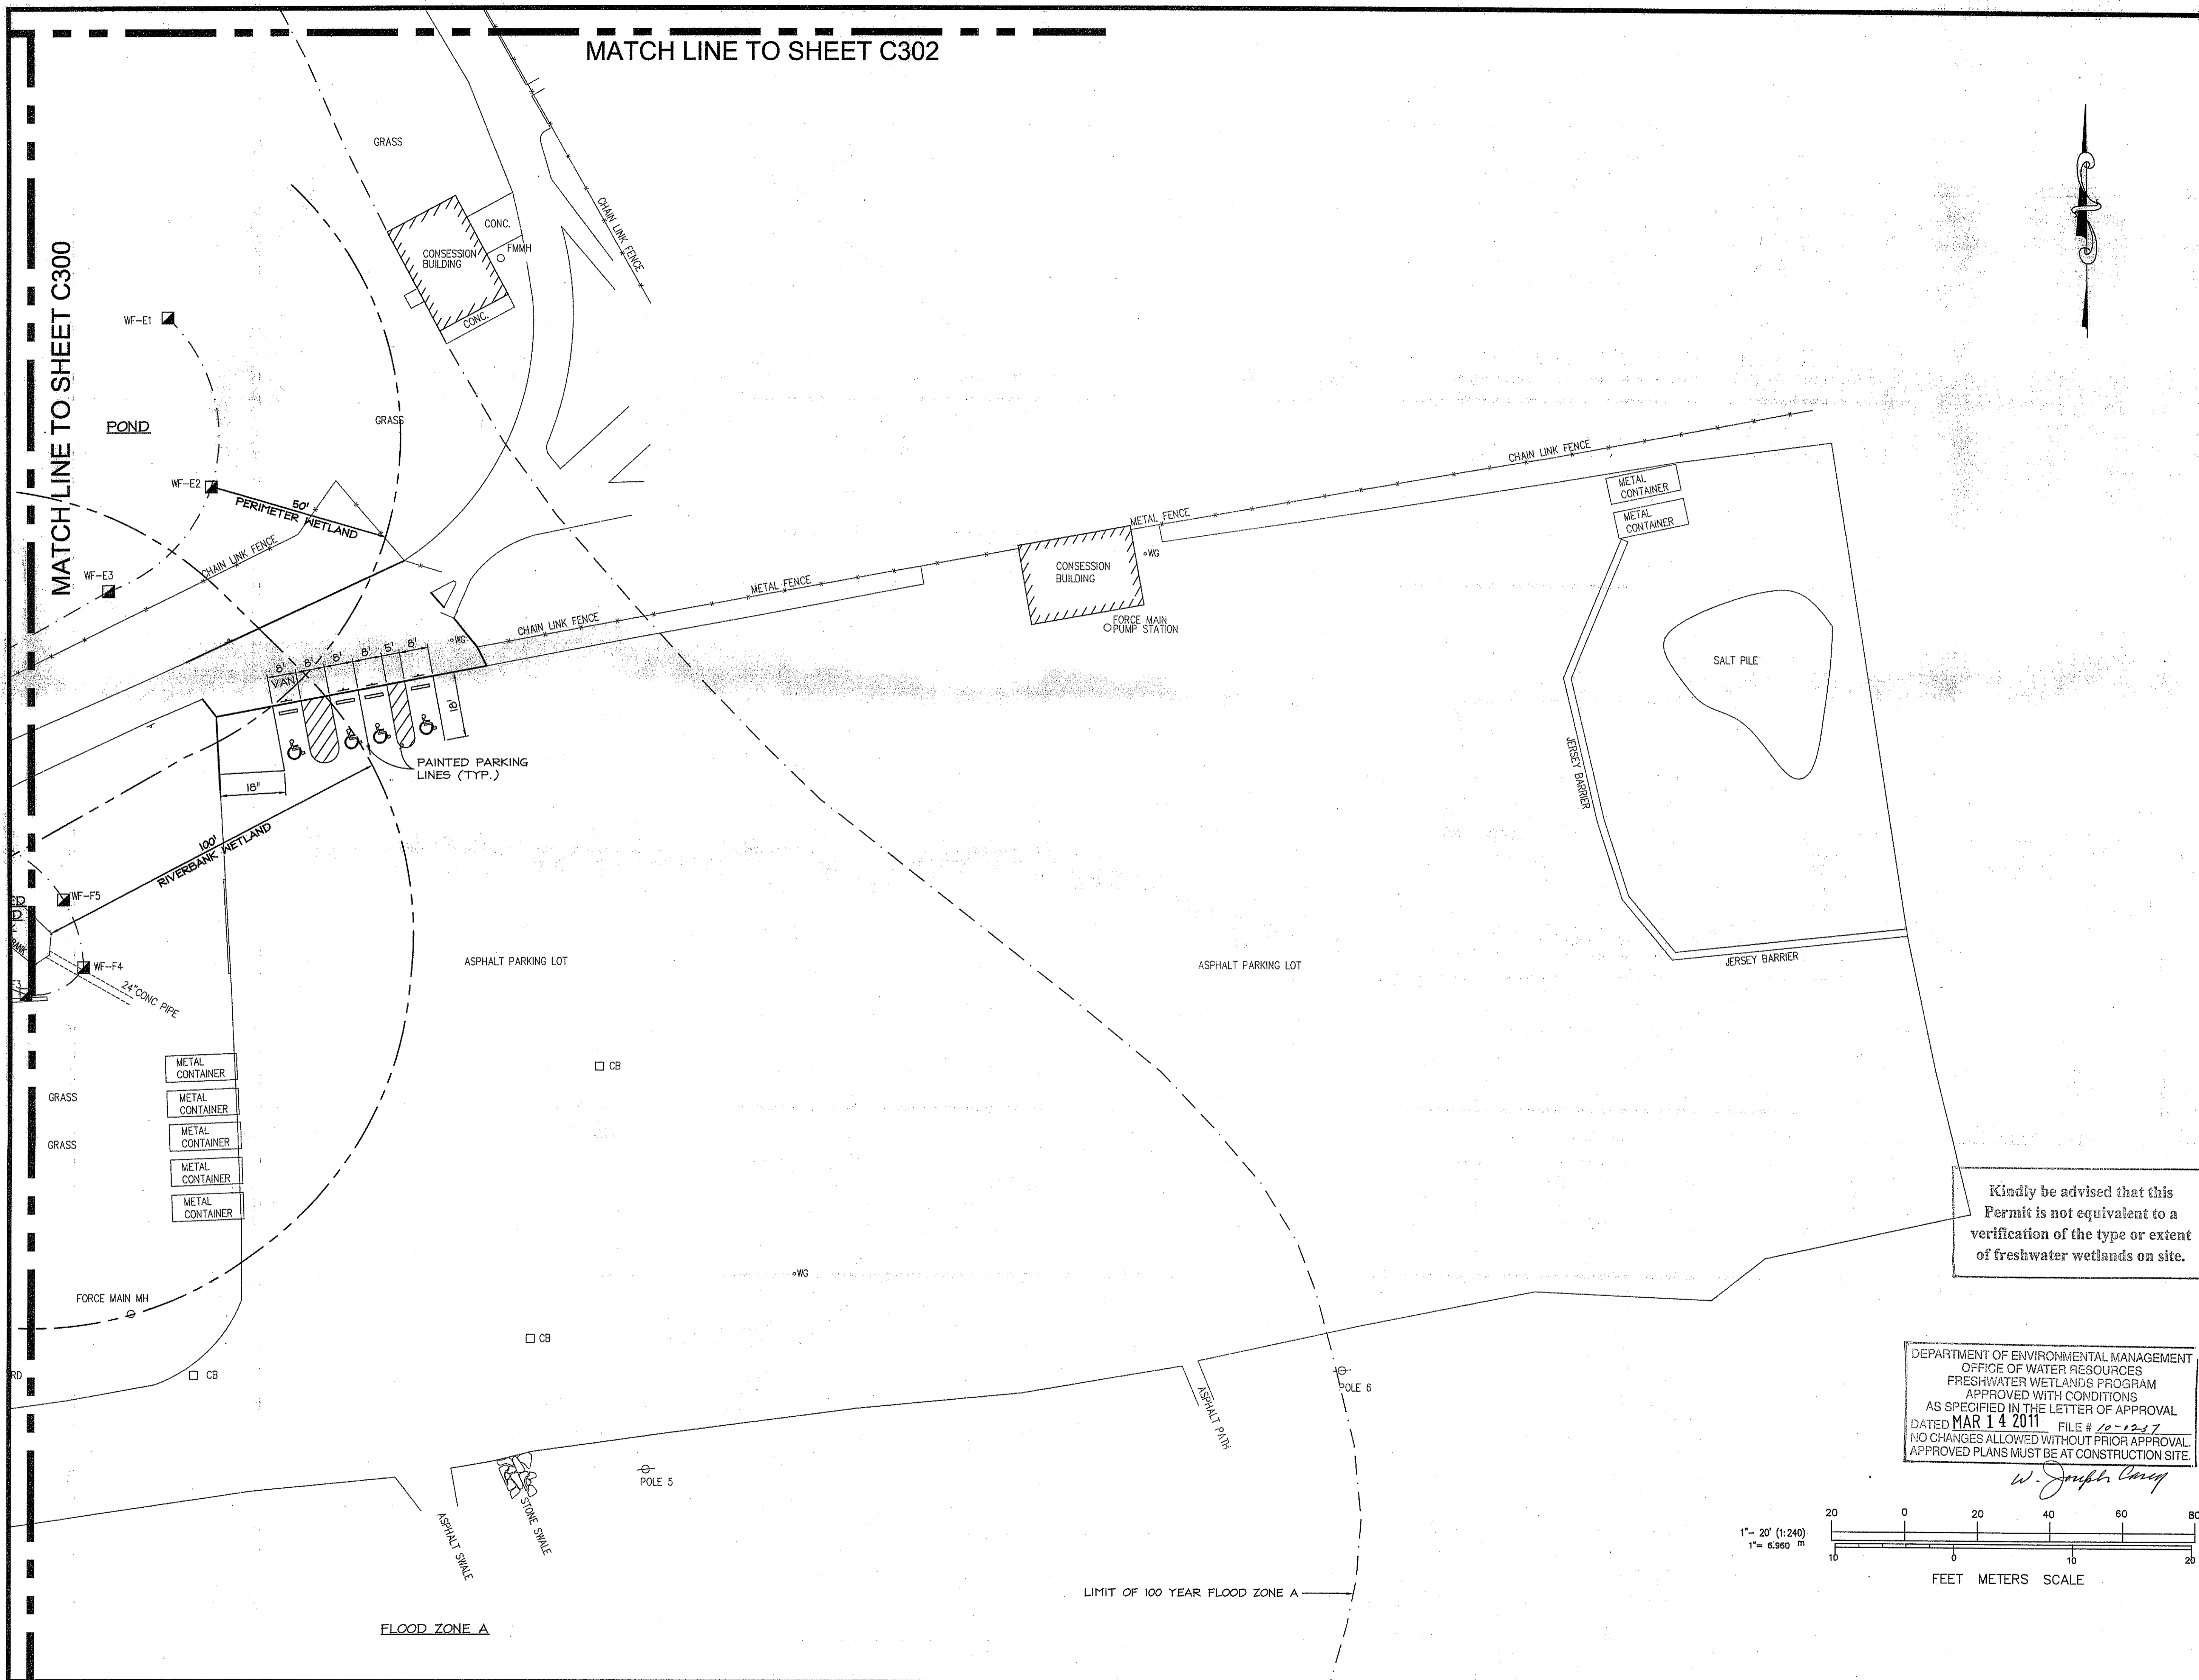 MATCH LINE TO SHEET C302
MATCH LINE TO SHEET C300
GRASS
CONC.
FMMH
CONSESSION
BUILDING
CONC.
CHAIN LINK FENCE
WF-E1
POND
GRASS
WF-E2
50'
PERIMETER WETLAND
CHAIN LINK FENCE
WF-E3
CHAIN LINK FENCE
METAL FENCE
METAL FENCE
CHAIN LINK FENCE
WG
CONSESSION
BUILDING
FORCE MAIN
PUMP STATION
METAL
CONTAINER
METAL
CONTAINER
SALT PILE
JERSEY BARRIER
JERSEY BARRIER
WG
8' 8' 8' 8' 5' 8'
VAN
18'
PAINTED PARKING
LINES (TYP.)
18'
100'
RIVERBANK WETLAND
WF-F5
WF-F4
24"CONC PIPE
ASPHALT PARKING LOT
ASPHALT PARKING LOT
METAL
CONTAINER
METAL
CONTAINER
METAL
CONTAINER
METAL
CONTAINER
METAL
CONTAINER
GRASS
GRASS
CB
WG
FORCE MAIN MH
CB
CB
RD
POLE 6
ASPHALT PATH
POLE 5
STONE SWALE
ASPHALT SWALE
LIMIT OF 100 YEAR FLOOD ZONE A
FLOOD ZONE A
Kindly be advised that this
Permit is not equivalent to a
verification of the type or extent
of freshwater wetlands on site.
DEPARTMENT OF ENVIRONMENTAL MANAGEMENT
OFFICE OF WATER RESOURCES
FRESHWATER WETLANDS PROGRAM
APPROVED WITH CONDITIONS
AS SPECIFIED IN THE LETTER OF APPROVAL
DATED MAR 14 2011 FILE # 10-0237
NO CHANGES ALLOWED WITHOUT PRIOR APPROVAL.
APPROVED PLANS MUST BE AT CONSTRUCTION SITE.
W. Joseph Casey
20 0 20 40 60 80
1"- 20' (1:240)
1"= 6.960 m
10 0 10 20
FEET METERS SCALE